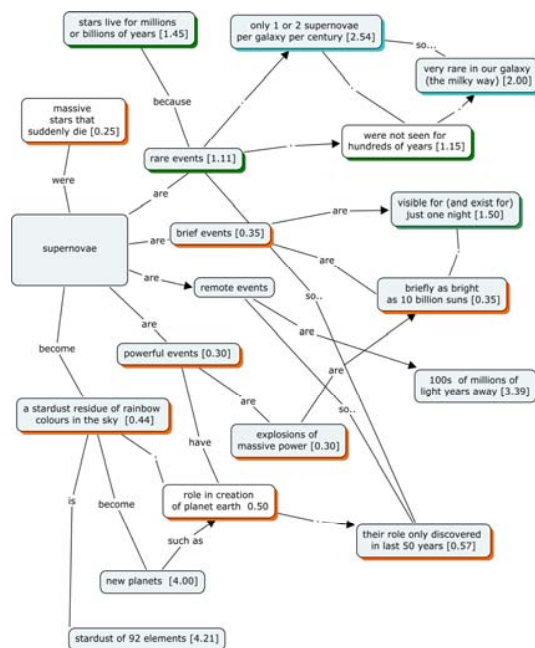 stars live for millions
or billions of years [1.45]
only 1 or 2 supernovae
per galaxy per century [2.54]
so...
very rare in our galaxy
(the milky way) [2.00]
massive
stars that
suddenly die [0.25]
because
were not seen for
hundreds of years [1.15]
rare events [1.11]
were
are
visible for (and exist for)
just one night [1.50]
are
brief events [0.35]
are
supernovae
are
are
remote events
briefly as bright
as 10 billion suns [0.35]
so..
are
become
are
powerful events [0.30]
are
100s of millions of
light years away [3.39]
a stardust residue of rainbow
colours in the sky [0.44]
are
so..
explosions of
massive power [0.30]
have
is
become
role in creation
of planet earth 0.50
such as
their role only discovered
in last 50 years [0.57]
new planets [4.00]
stardust of 92 elements [4.21]